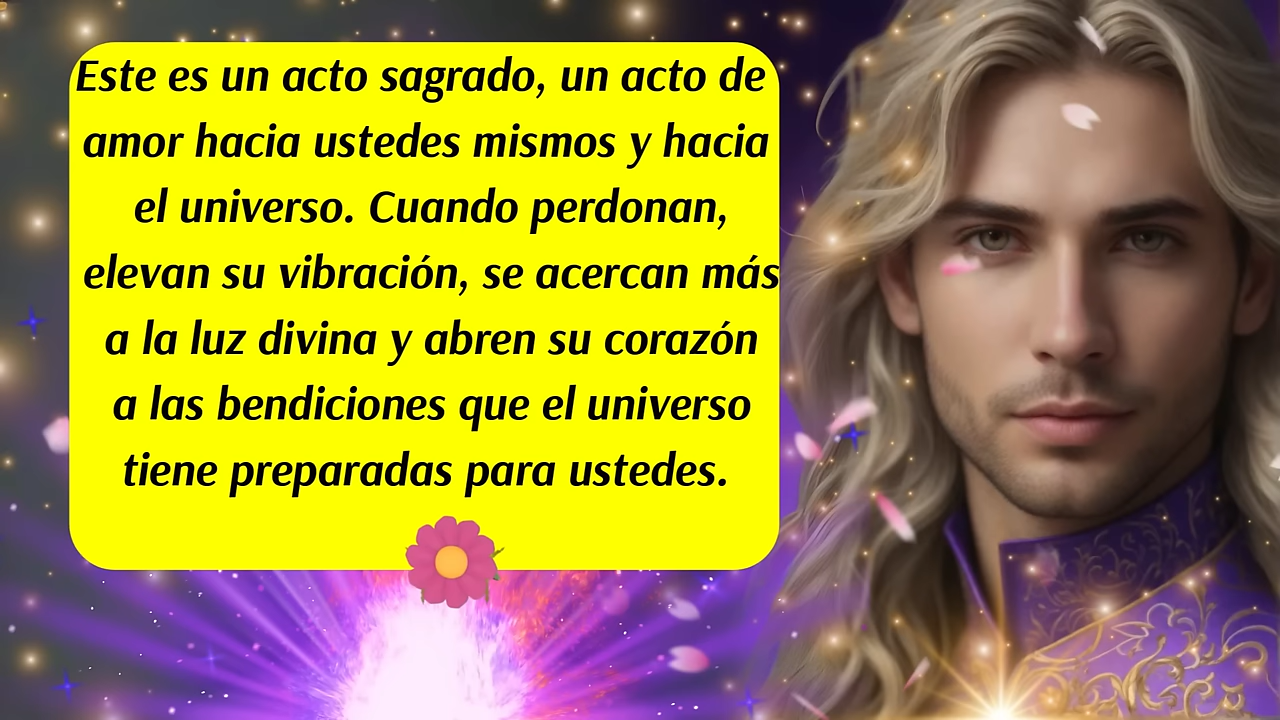 Este es un acto sagrado, un acto de
amor hacia ustedes mismos y hacia
el universo. Cuando perdonan,
elevan su vibración, se acercan más
a la luz divina y abren su corazón
a las bendiciones que el universo
tiene preparadas para ustedes.